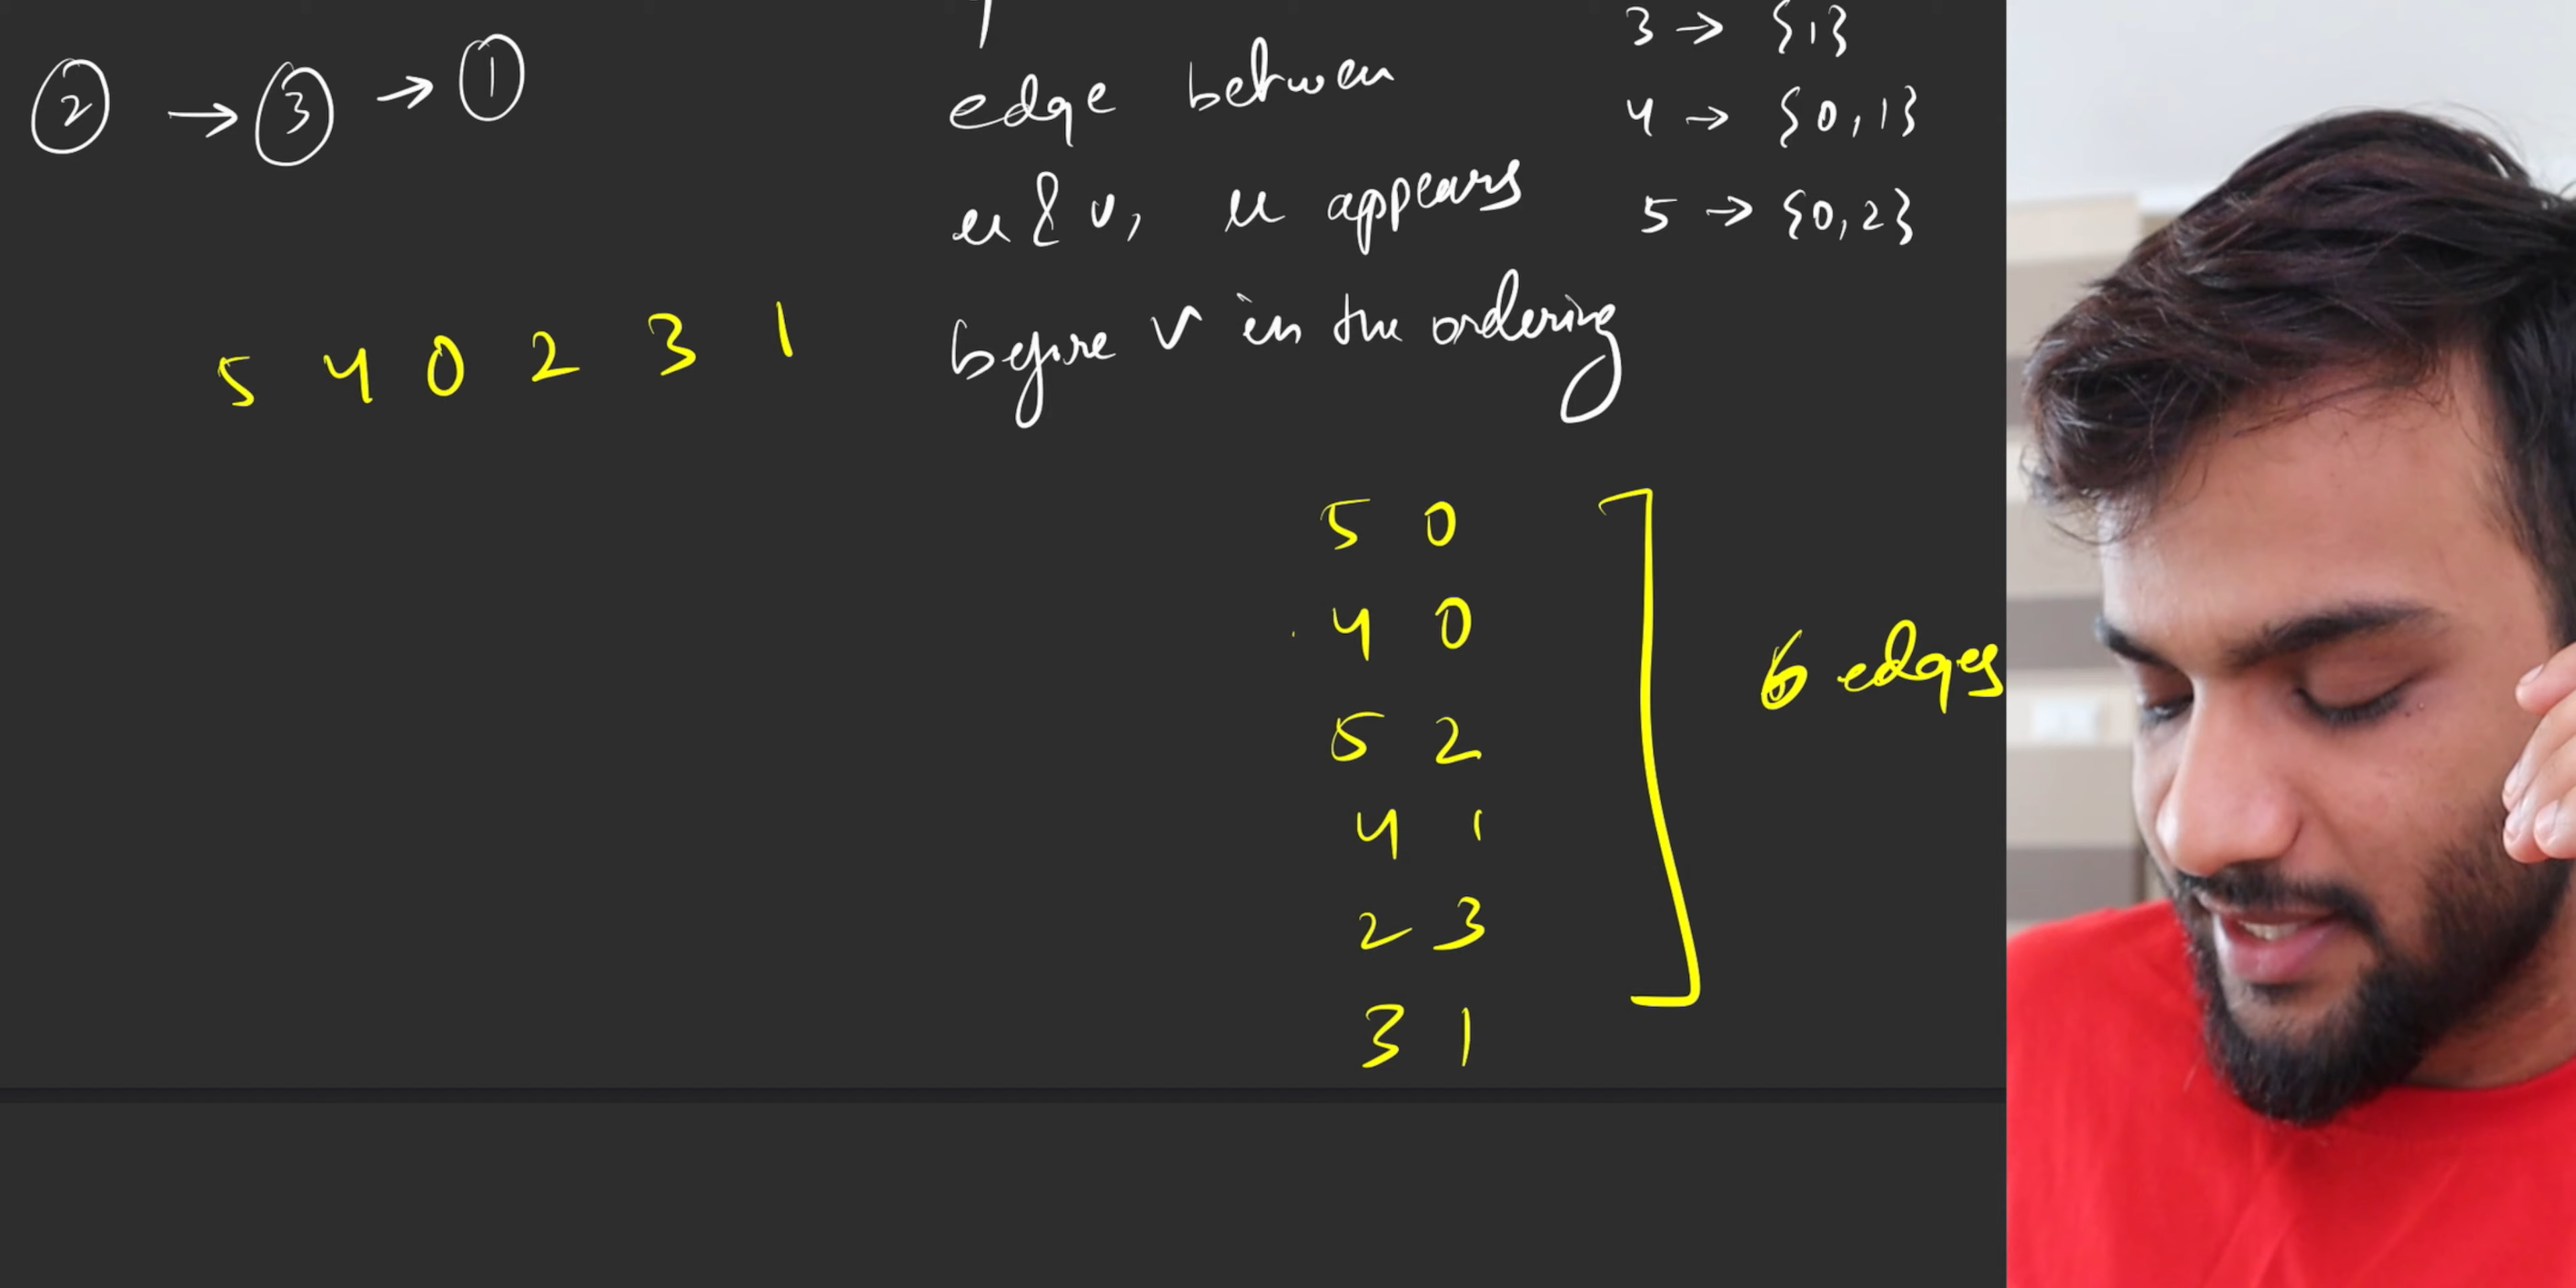 2 → 3 → 1
edge between
u & v, u appears
before v in the ordering
3 → {1}
4 → {0,1}
5 → {0,2}
5 4 0 2 3 1
5 0
4 0
5 2
4 1
2 3
3 1
6 edges